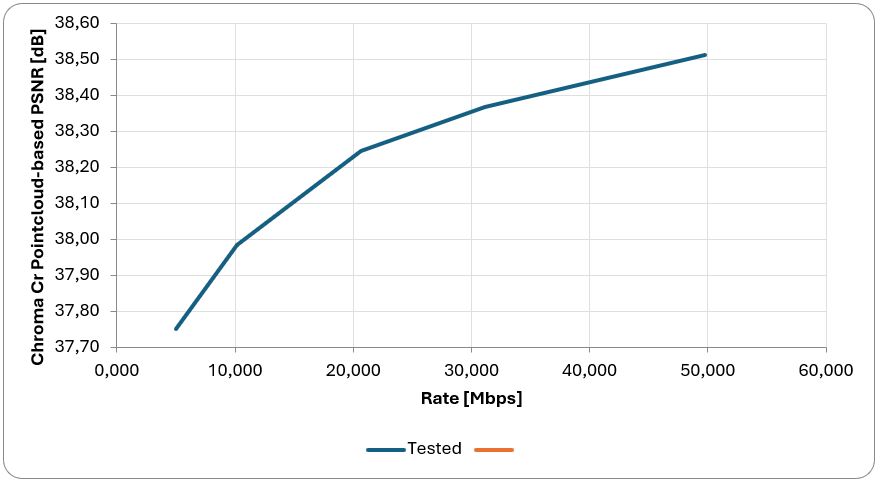 Chroma Cr Pointcloud-based PSNR [dB]
38,60
38,50
38,40
38,30
38,20
38,10
38,00
37,90
37,80
37,70
0,000 10,000 20,000 30,000 40,000 50,000 60,000
Rate [Mbps]
Tested